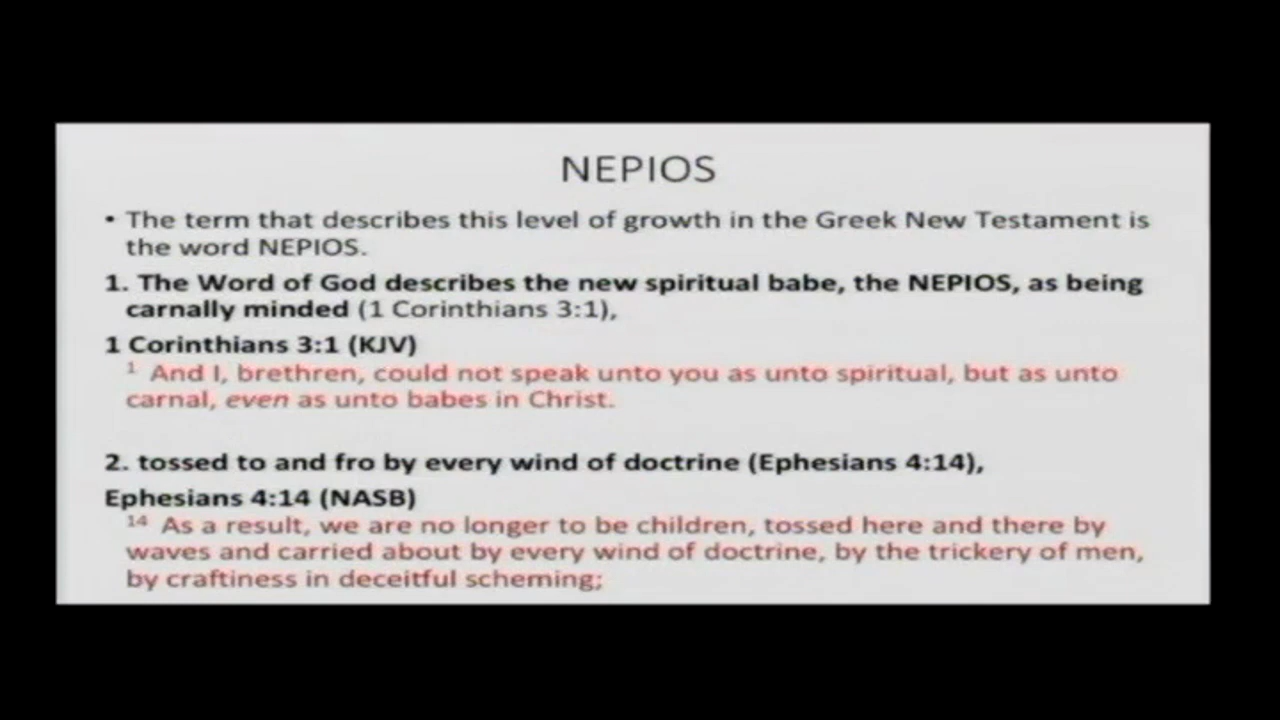 NEPIOS
• The term that describes this level of growth in the Greek New Testament is
the word NEPIOS.
1. The Word of God describes the new spiritual babe, the NEPIOS, as being
carnally minded (1 Corinthians 3:1),
1 Corinthians 3:1 (KJV)
1 And I, brethren, could not speak unto you as unto spiritual, but as unto
carnal, even as unto babes in Christ.
2. tossed to and fro by every wind of doctrine (Ephesians 4:14),
Ephesians 4:14 (NASB)
14 As a result, we are no longer to be children, tossed here and there by
waves and carried about by every wind of doctrine, by the trickery of men,
by craftiness in deceitful scheming;